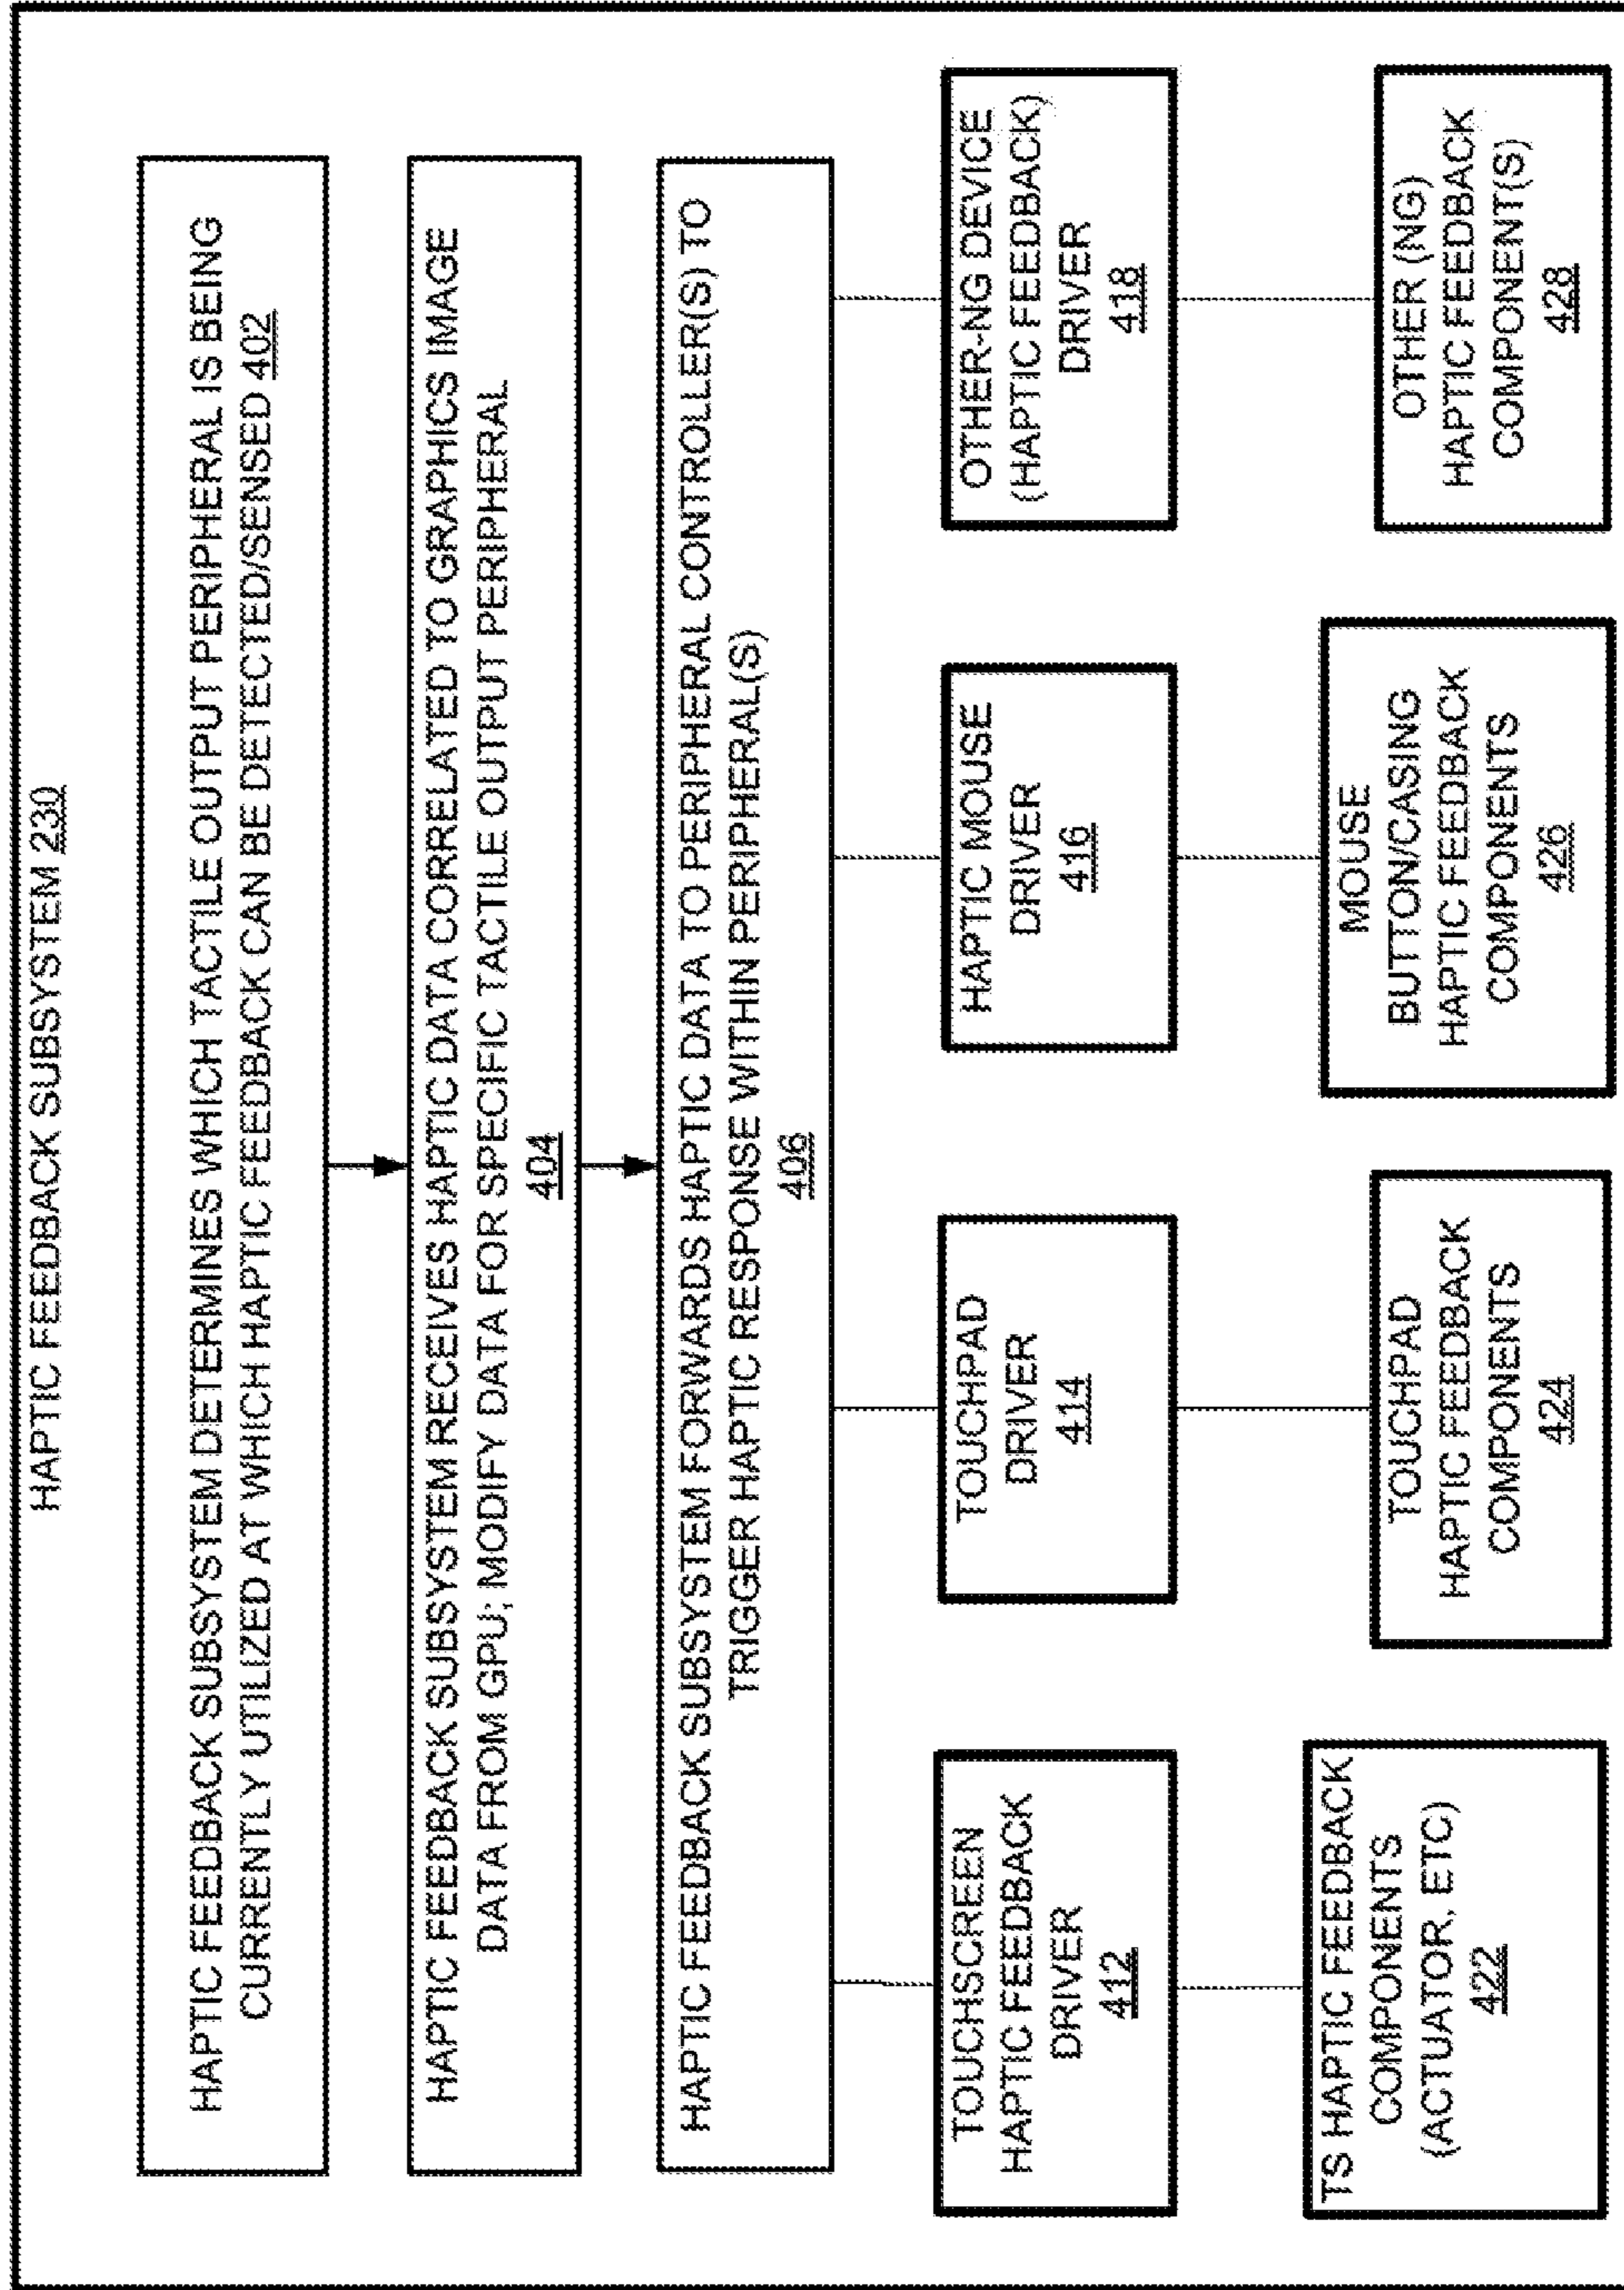 HAPTIC FEEDBACK SUBSYSTEM 230
HAPTIC FEEDBACK SUBSYSTEM DETERMINES WHICH TACTILE OUTPUT PERIPHERAL IS BEING
CURRENTLY UTILIZED AT WHICH HAPTIC FEEDBACK CAN BE DETECTED/SENSED 402
HAPTIC FEEDBACK SUBSYSTEM RECEIVES HAPTIC DATA CORRELATED TO GRAPHICS IMAGE
DATA FROM GPU; MODIFY DATA FOR SPECIFIC TACTILE OUTPUT PERIPHERAL
404
HAPTIC FEEDBACK SUBSYSTEM FORWARDS HAPTIC DATA TO PERIPHERAL CONTROLLER(S) TO
TRIGGER HAPTIC RESPONSE WITHIN PERIPHERAL(S)
406
TOUCHSCREEN
HAPTIC FEEDBACK
DRIVER
412
TOUCHPAD
DRIVER
414
HAPTIC MOUSE
DRIVER
416
OTHER-NG DEVICE
(HAPTIC FEEDBACK)
DRIVER
418
TS HAPTIC FEEDBACK
COMPONENTS
(ACTUATOR, ETC)
422
TOUCHPAD
HAPTIC FEEDBACK
COMPONENTS
424
MOUSE
BUTTON/CASING
HAPTIC FEEDBACK
COMPONENTS
426
OTHER (NG)
HAPTIC FEEDBACK
COMPONENT(S)
428